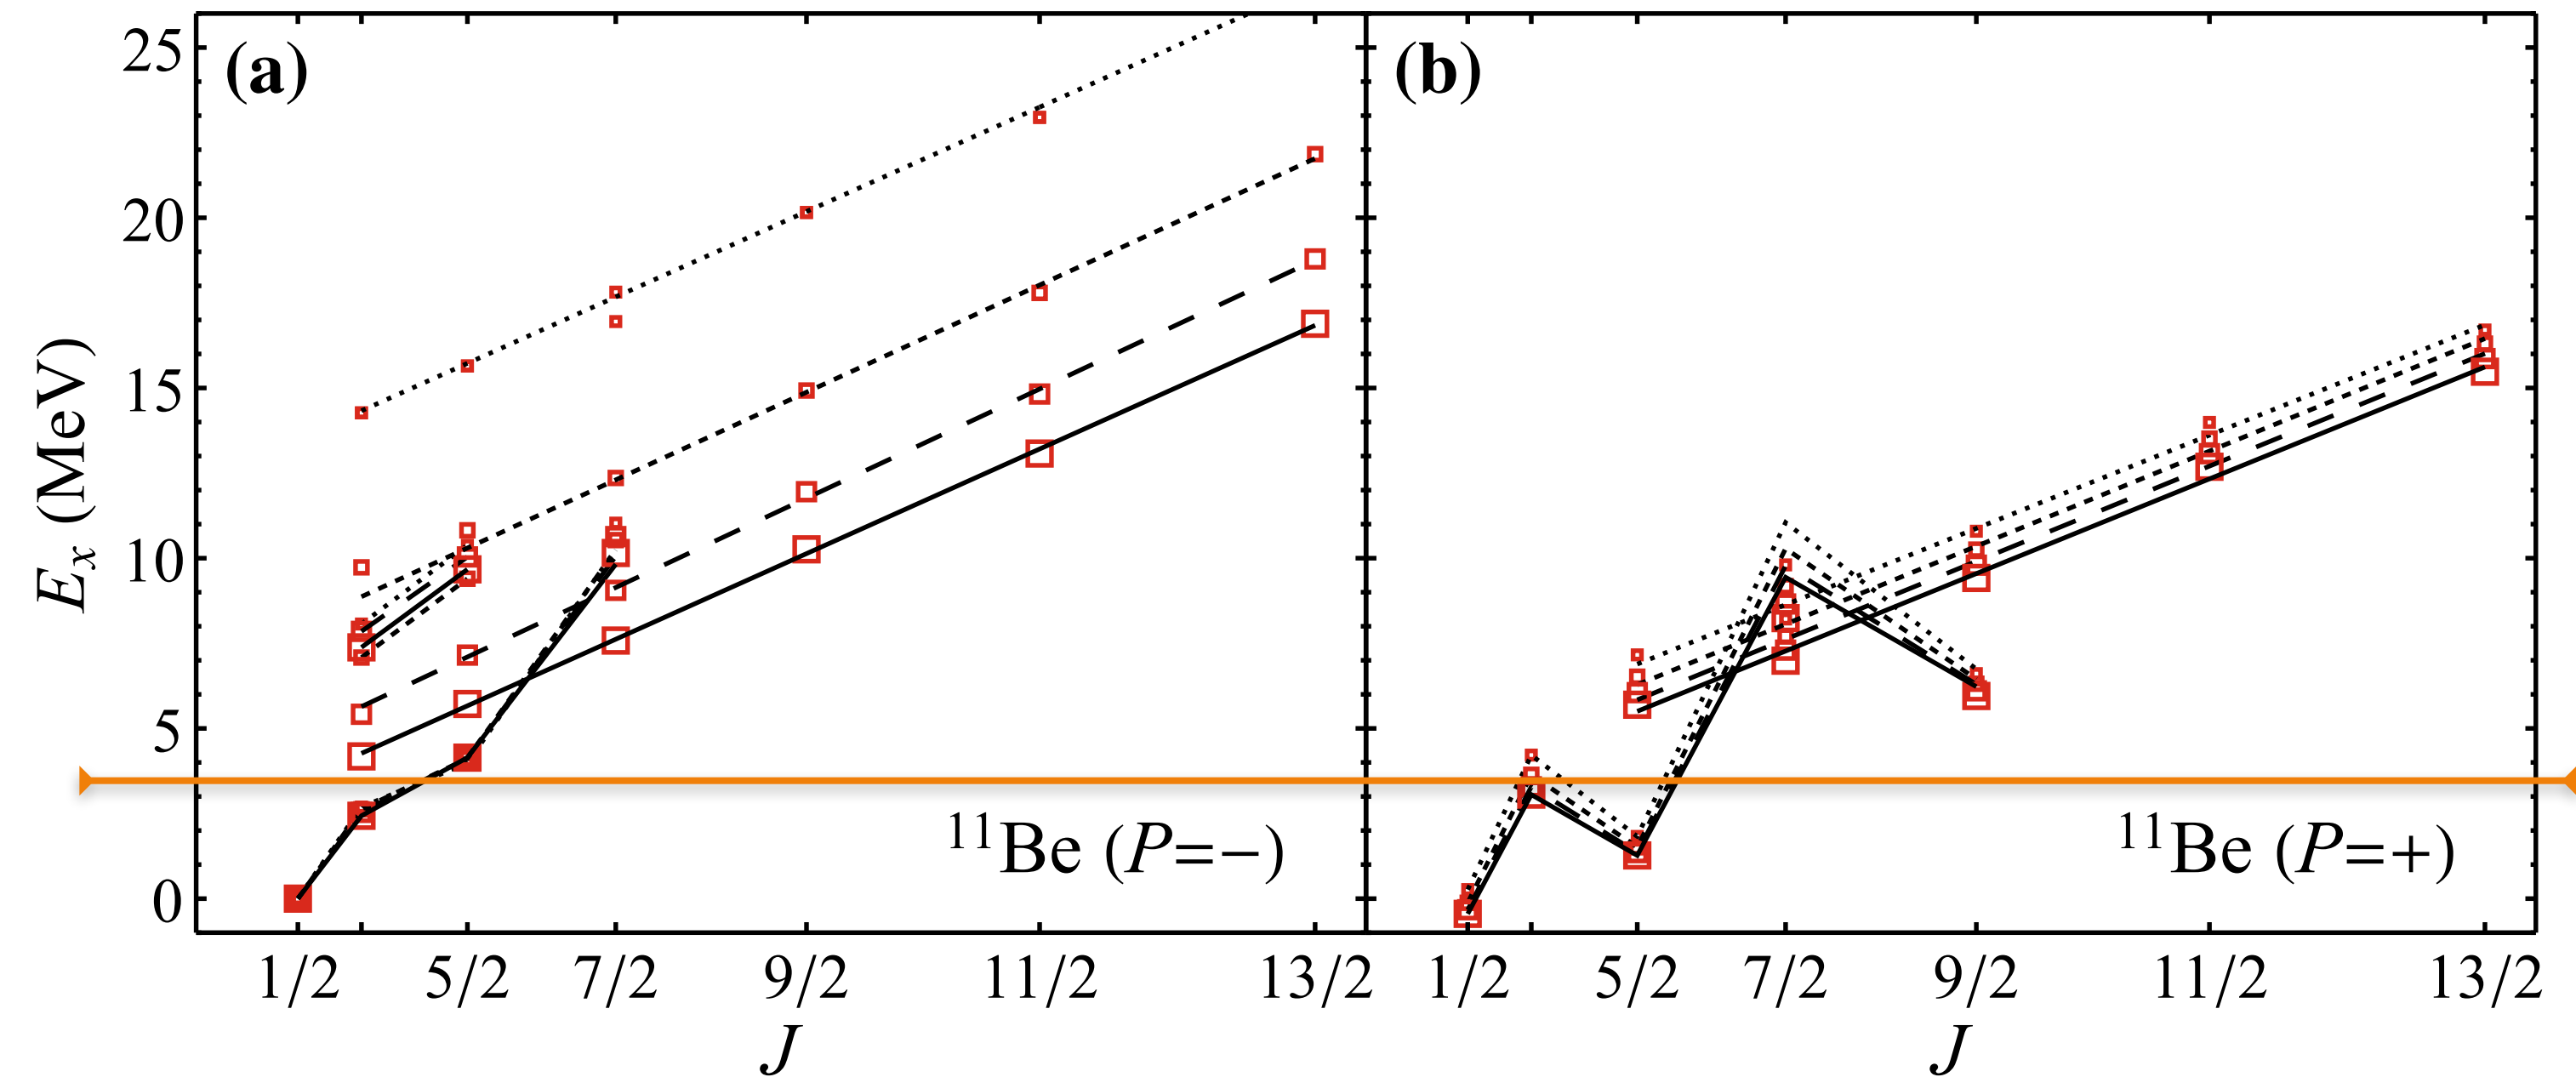 (a)
(b)
25
20
15
10
5
0
E_x (MeV)
¹¹Be (P=−)
¹¹Be (P=+)
1/2 5/2 7/2 9/2 11/2 13/2
1/2 5/2 7/2 9/2 11/2 13/2
J
J